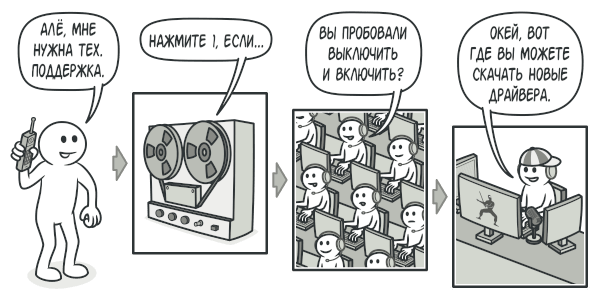 АЛЁ, МНЕ
НУЖНА ТЕХ.
ПОДДЕРЖКА.
НАЖМИТЕ 1, ЕСЛИ...
ВЫ ПРОБОВАЛИ
ВЫКЛЮЧИТЬ
И ВКЛЮЧИТЬ?
ОКЕЙ, ВОТ
ГДЕ ВЫ МОЖЕТЕ
СКАЧАТЬ НОВЫЕ
ДРАЙВЕРА.